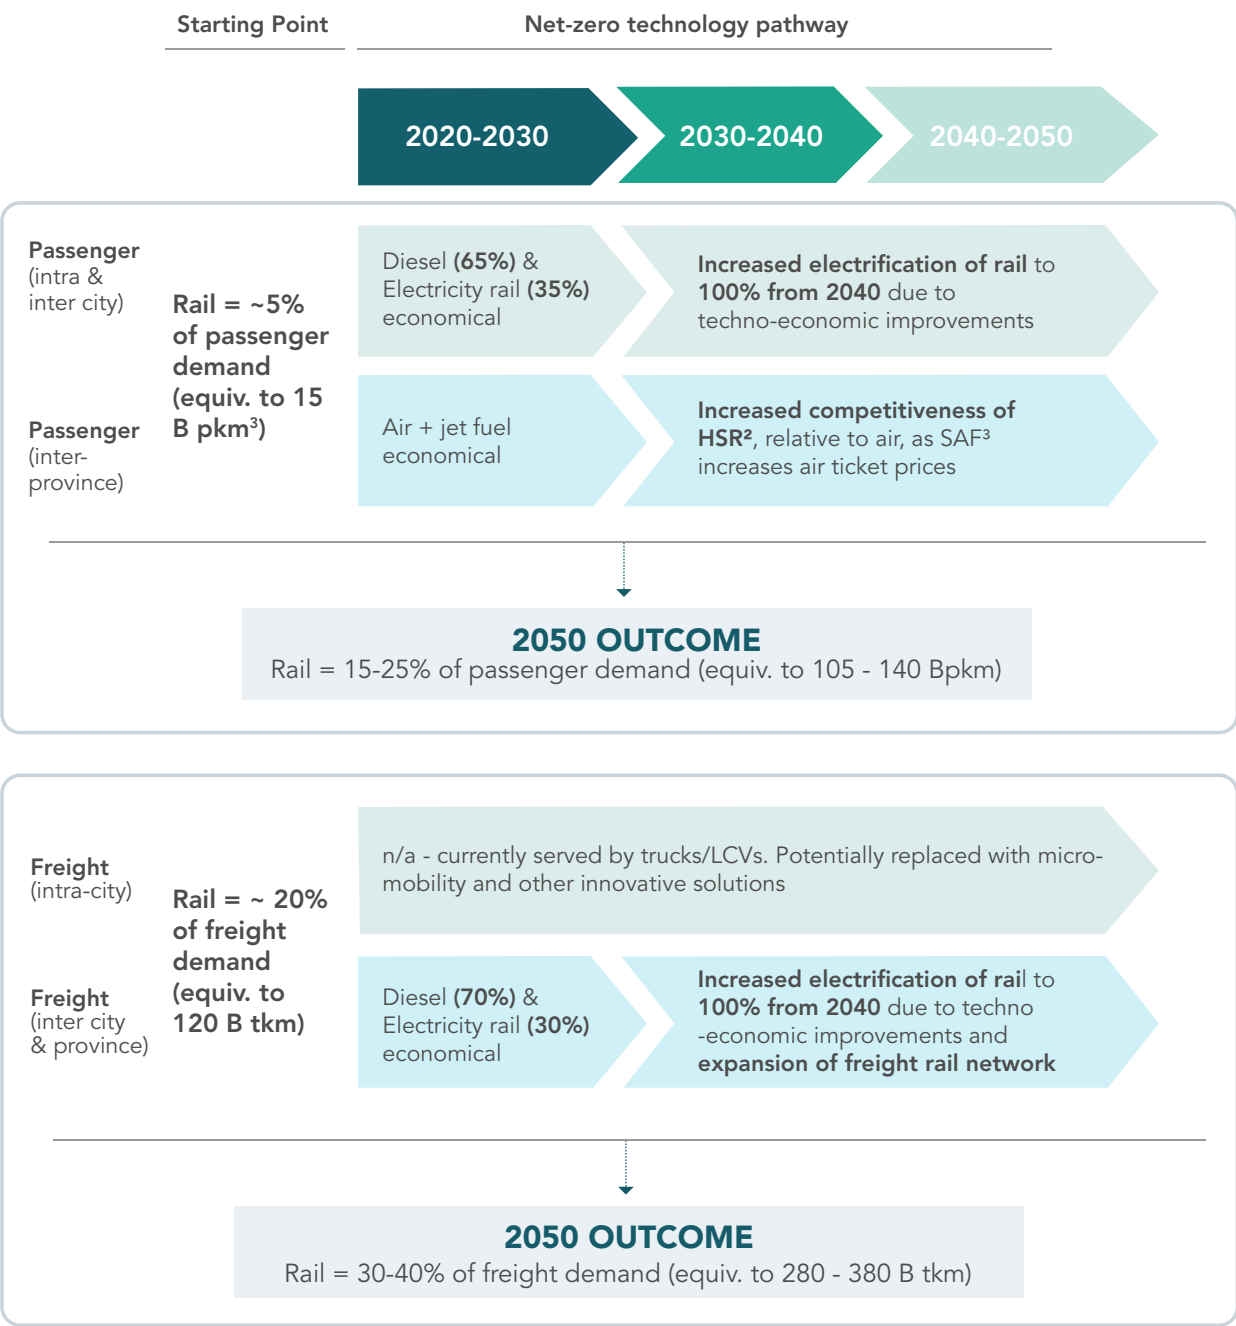 Starting Point
Net-zero technology pathway
2020-2030
2030-2040
2040-2050
Passenger
(intra &
inter city)
Rail = ~5%
of passenger
demand
(equiv. to 15
B pkm³)
Diesel (65%) &
Electricity rail (35%)
economical
Increased electrification of rail to
100% from 2040 due to
techno-economic improvements
Passenger
(inter-
province)
Air + jet fuel
economical
Increased competitiveness of
HSR², relative to air, as SAF³
increases air ticket prices
2050 OUTCOME
Rail = 15-25% of passenger demand (equiv. to 105 - 140 Bpkm)
Freight
(intra-city)
Rail = ~ 20%
of freight
demand
(equiv. to
120 B tkm)
n/a - currently served by trucks/LCVs. Potentially replaced with micro-
mobility and other innovative solutions
Freight
(inter city
& province)
Diesel (70%) &
Electricity rail (30%)
economical
Increased electrification of rail to
100% from 2040 due to techno
-economic improvements and
expansion of freight rail network
2050 OUTCOME
Rail = 30-40% of freight demand (equiv. to 280 - 380 B tkm)